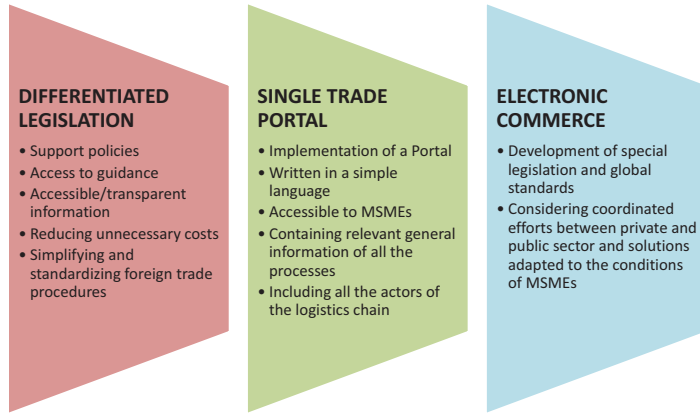 DIFFERENTIATED
LEGISLATION
• Support policies
• Access to guidance
• Accessible/transparent
information
• Reducing unnecessary costs
• Simplifying and
standardizing foreign trade
procedures
SINGLE TRADE
PORTAL
• Implementation of a Portal
• Written in a simple
language
• Accessible to MSMEs
• Containing relevant general
information of all the
processes
• Including all the actors of
the logistics chain
ELECTRONIC
COMMERCE
• Development of special
legislation and global
standards
• Considering coordinated
efforts between private and
public sector and solutions
adapted to the conditions
of MSMEs